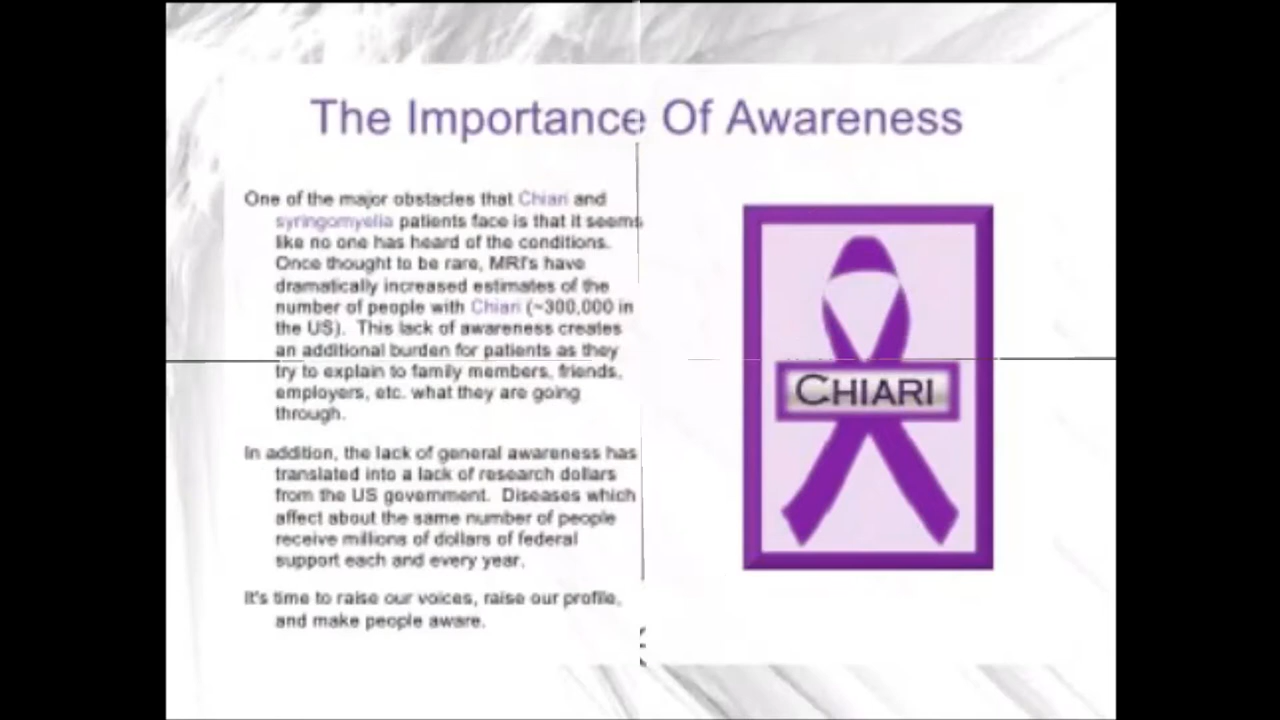 The Importance Of Awareness
One of the major obstacles that Chiari and
syringomyelia patients face is that it seems
like no one has heard of the conditions.
Once thought to be rare, MRI's have
dramatically increased estimates of the
number of people with Chiari (~300,000 in
the US).  This lack of awareness creates
an additional burden for patients as they
try to explain to family members, friends,
employers, etc. what they are going
through.
In addition, the lack of general awareness has
translated into a lack of research dollars
from the US government.  Diseases which
affect about the same number of people
receive millions of dollars of federal
support each and every year.
It's time to raise our voices, raise our profile,
and make people aware.
CHIARI